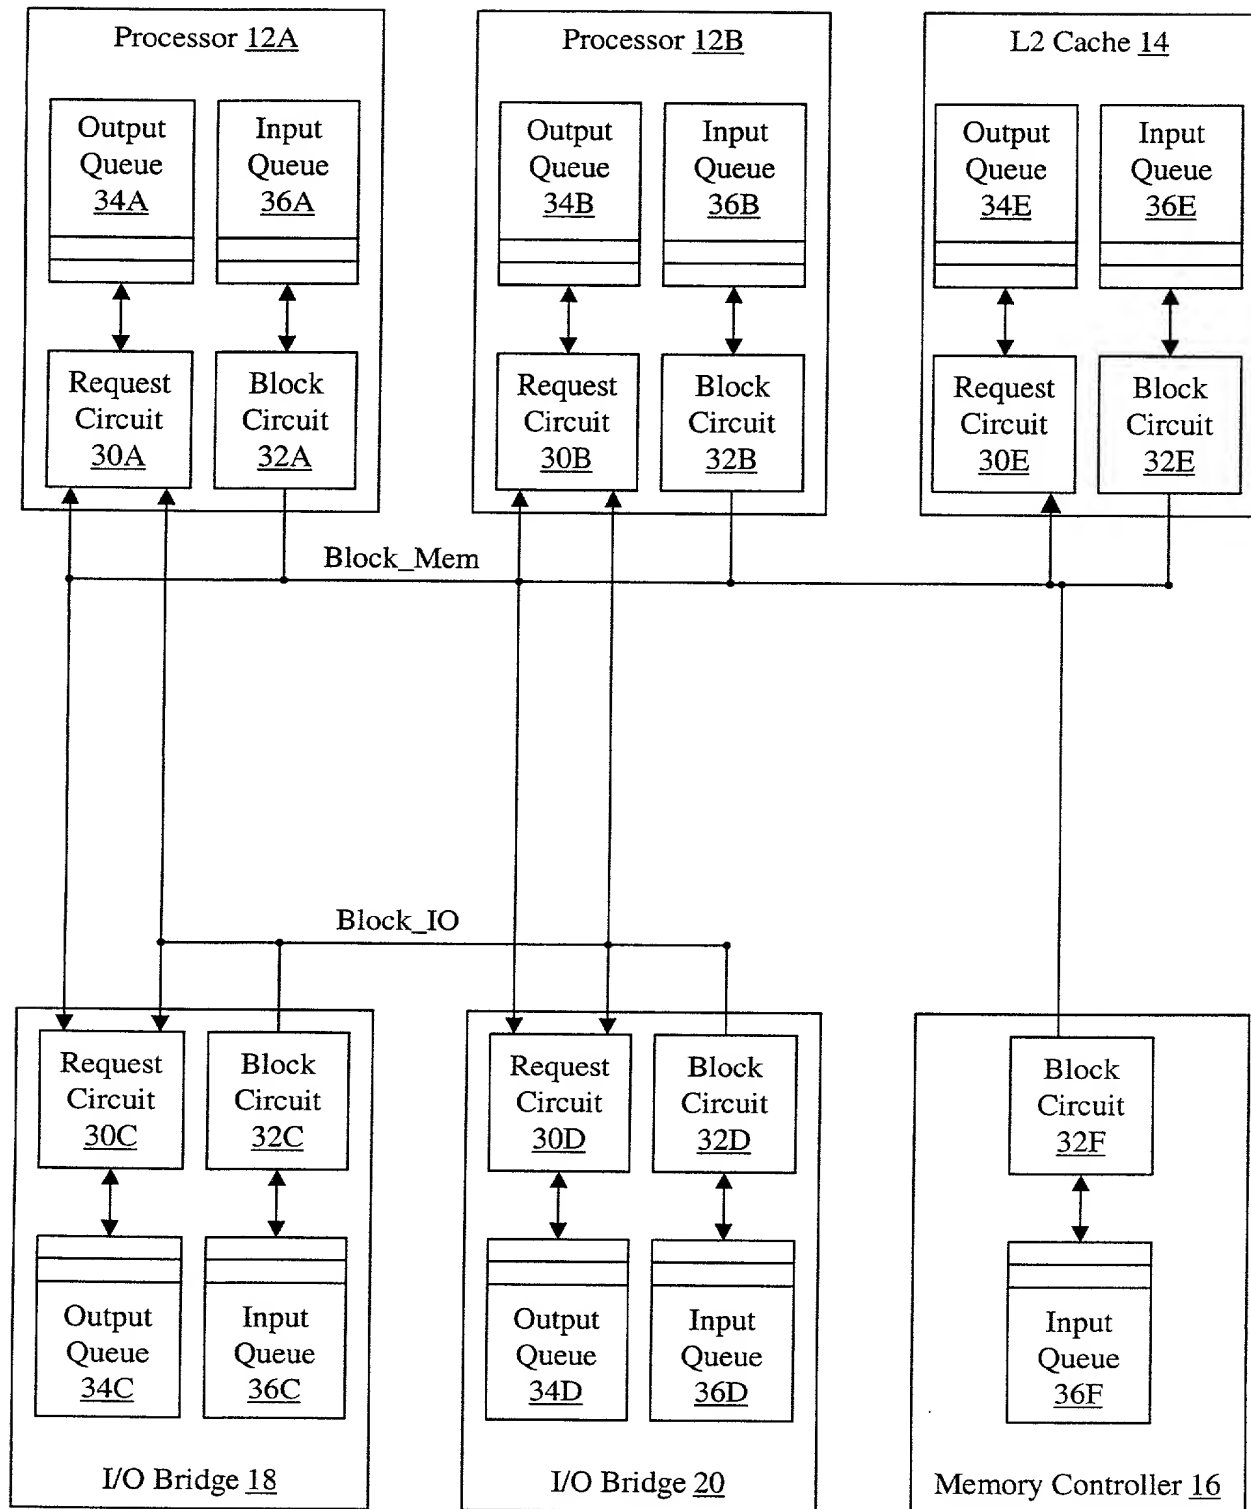 Processor 12A
Output
Queue
34A
Input
Queue
36A
Request
Circuit
30A
Block
Circuit
32A
Processor 12B
Output
Queue
34B
Input
Queue
36B
Request
Circuit
30B
Block
Circuit
32B
L2 Cache 14
Output
Queue
34E
Input
Queue
36E
Request
Circuit
30E
Block
Circuit
32E
Block_Mem
Block_IO
Request
Circuit
30C
Block
Circuit
32C
Output
Queue
34C
Input
Queue
36C
I/O Bridge 18
Request
Circuit
30D
Block
Circuit
32D
Output
Queue
34D
Input
Queue
36D
I/O Bridge 20
Block
Circuit
32F
Input
Queue
36F
Memory Controller 16